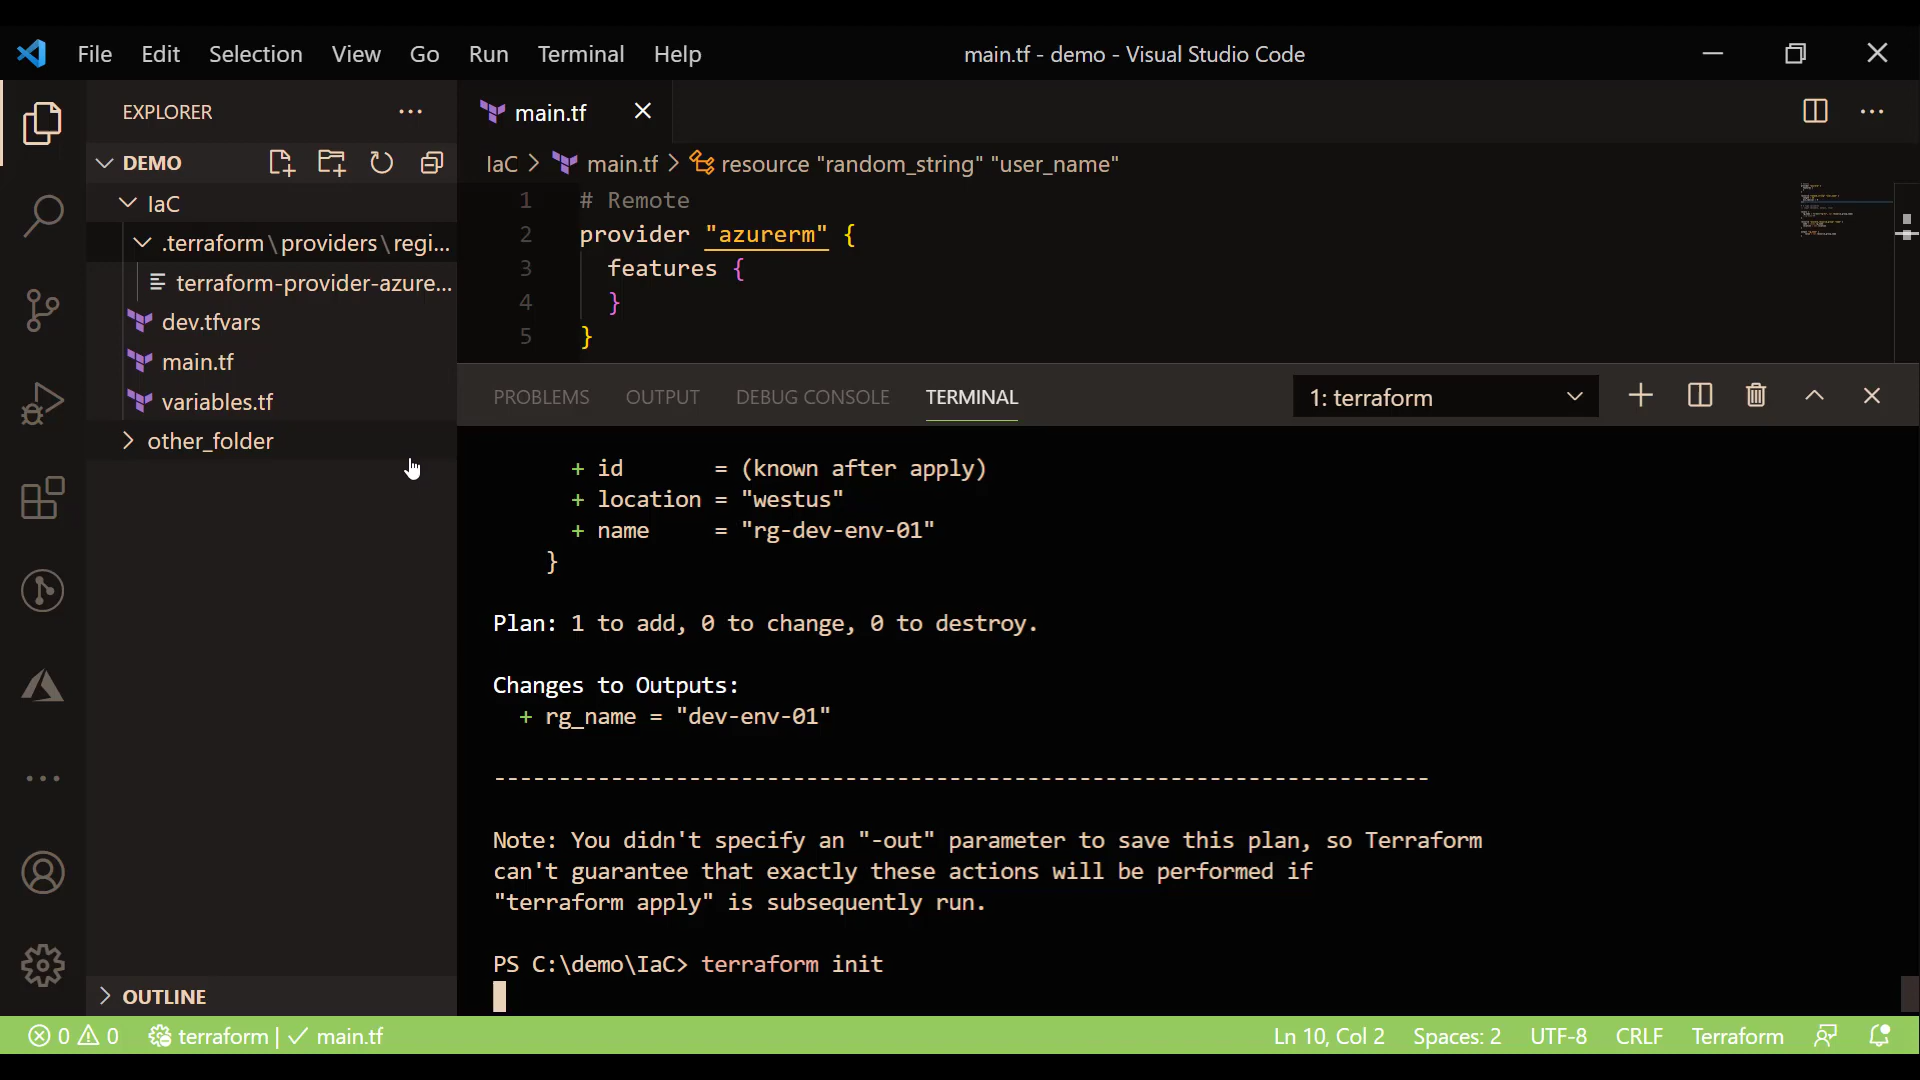 File Edit Selection View Go Run Terminal Help
main.tf - demo - Visual Studio Code
EXPLORER
DEMO
IaC
.terraform\providers\regi...
terraform-provider-azure...
dev.tfvars
main.tf
variables.tf
other_folder
OUTLINE
main.tf
IaC > main.tf > resource "random_string" "user_name"
1 # Remote
2 provider "azurerm" {
3 features {
4 }
5 }
PROBLEMS OUTPUT DEBUG CONSOLE TERMINAL 1: terraform
+ id = (known after apply)
+ location = "westus"
+ name = "rg-dev-env-01"
}
Plan: 1 to add, 0 to change, 0 to destroy.
Changes to Outputs:
+ rg_name = "dev-env-01"
------------------------------------------------------------------------
Note: You didn't specify an "-out" parameter to save this plan, so Terraform
can't guarantee that exactly these actions will be performed if
"terraform apply" is subsequently run.
PS C:\demo\IaC> terraform init
0 0 terraform | main.tf Ln 10, Col 2 Spaces: 2 UTF-8 CRLF Terraform